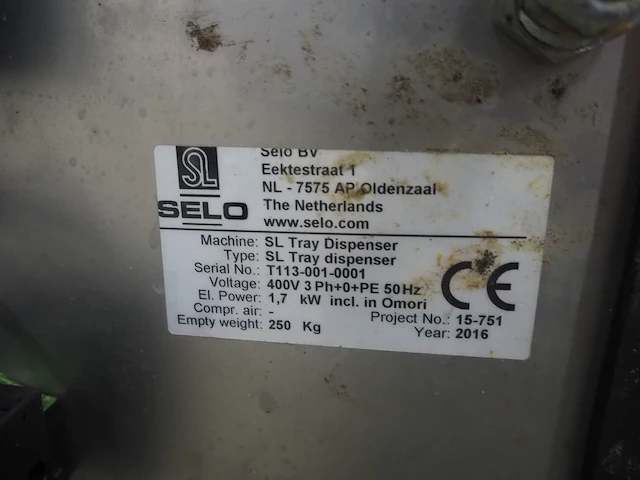 SL
SELO
Selo BV
Eektestraat 1
NL - 7575 AP Oldenzaal
The Netherlands
www.selo.com
Machine: SL Tray Dispenser
Type: SL Tray dispenser
Serial No.: T113-001-0001
Voltage: 400V 3 Ph+0+PE 50Hz
El. Power: 1,7 kW incl. in Omori
Compr. air: -
Project No.: 15-751
Empty weight: 250 Kg
Year: 2016
CE